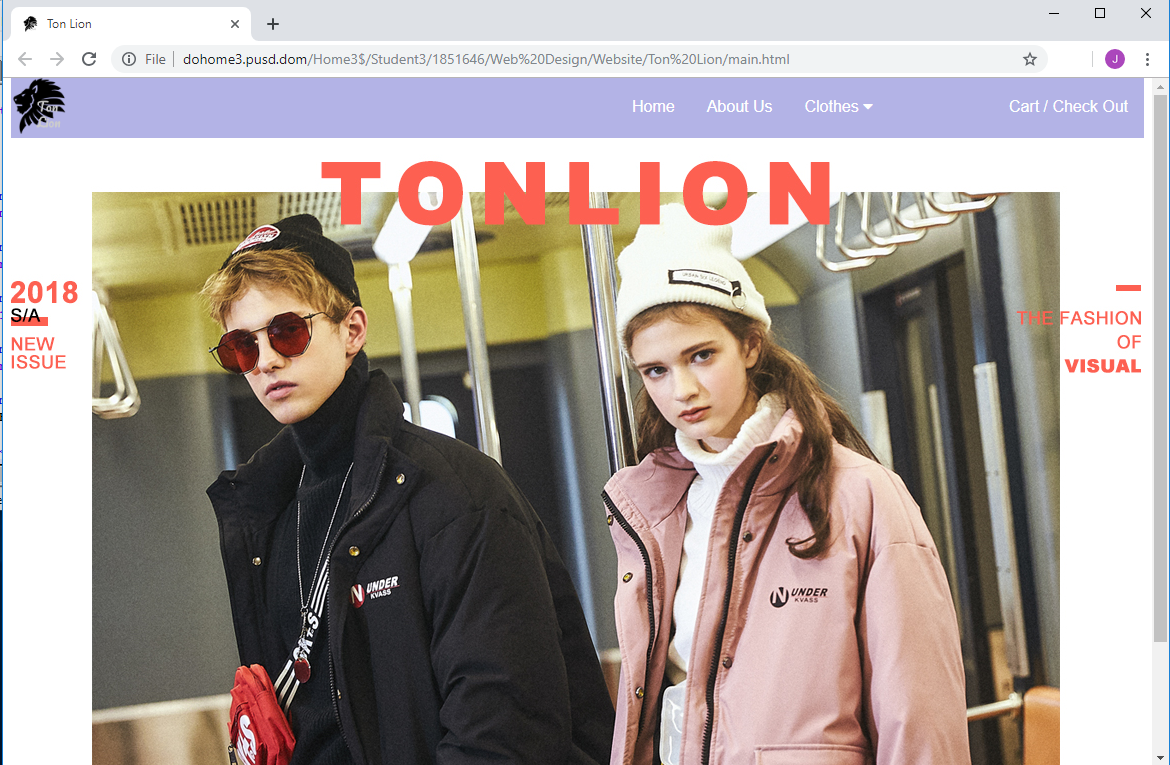 Ton Lion
File dohome3.pusd.dom/Home3$/Student3/1851646/Web%20Design/Website/Ton%20Lion/main.html
J
Ton
Lion
Home About Us Clothes Cart / Check Out
TONLION
2018
S/A
NEW
ISSUE
THE FASHION
OF
VISUAL
N UNDER
KVASS
N UNDER
KVASS